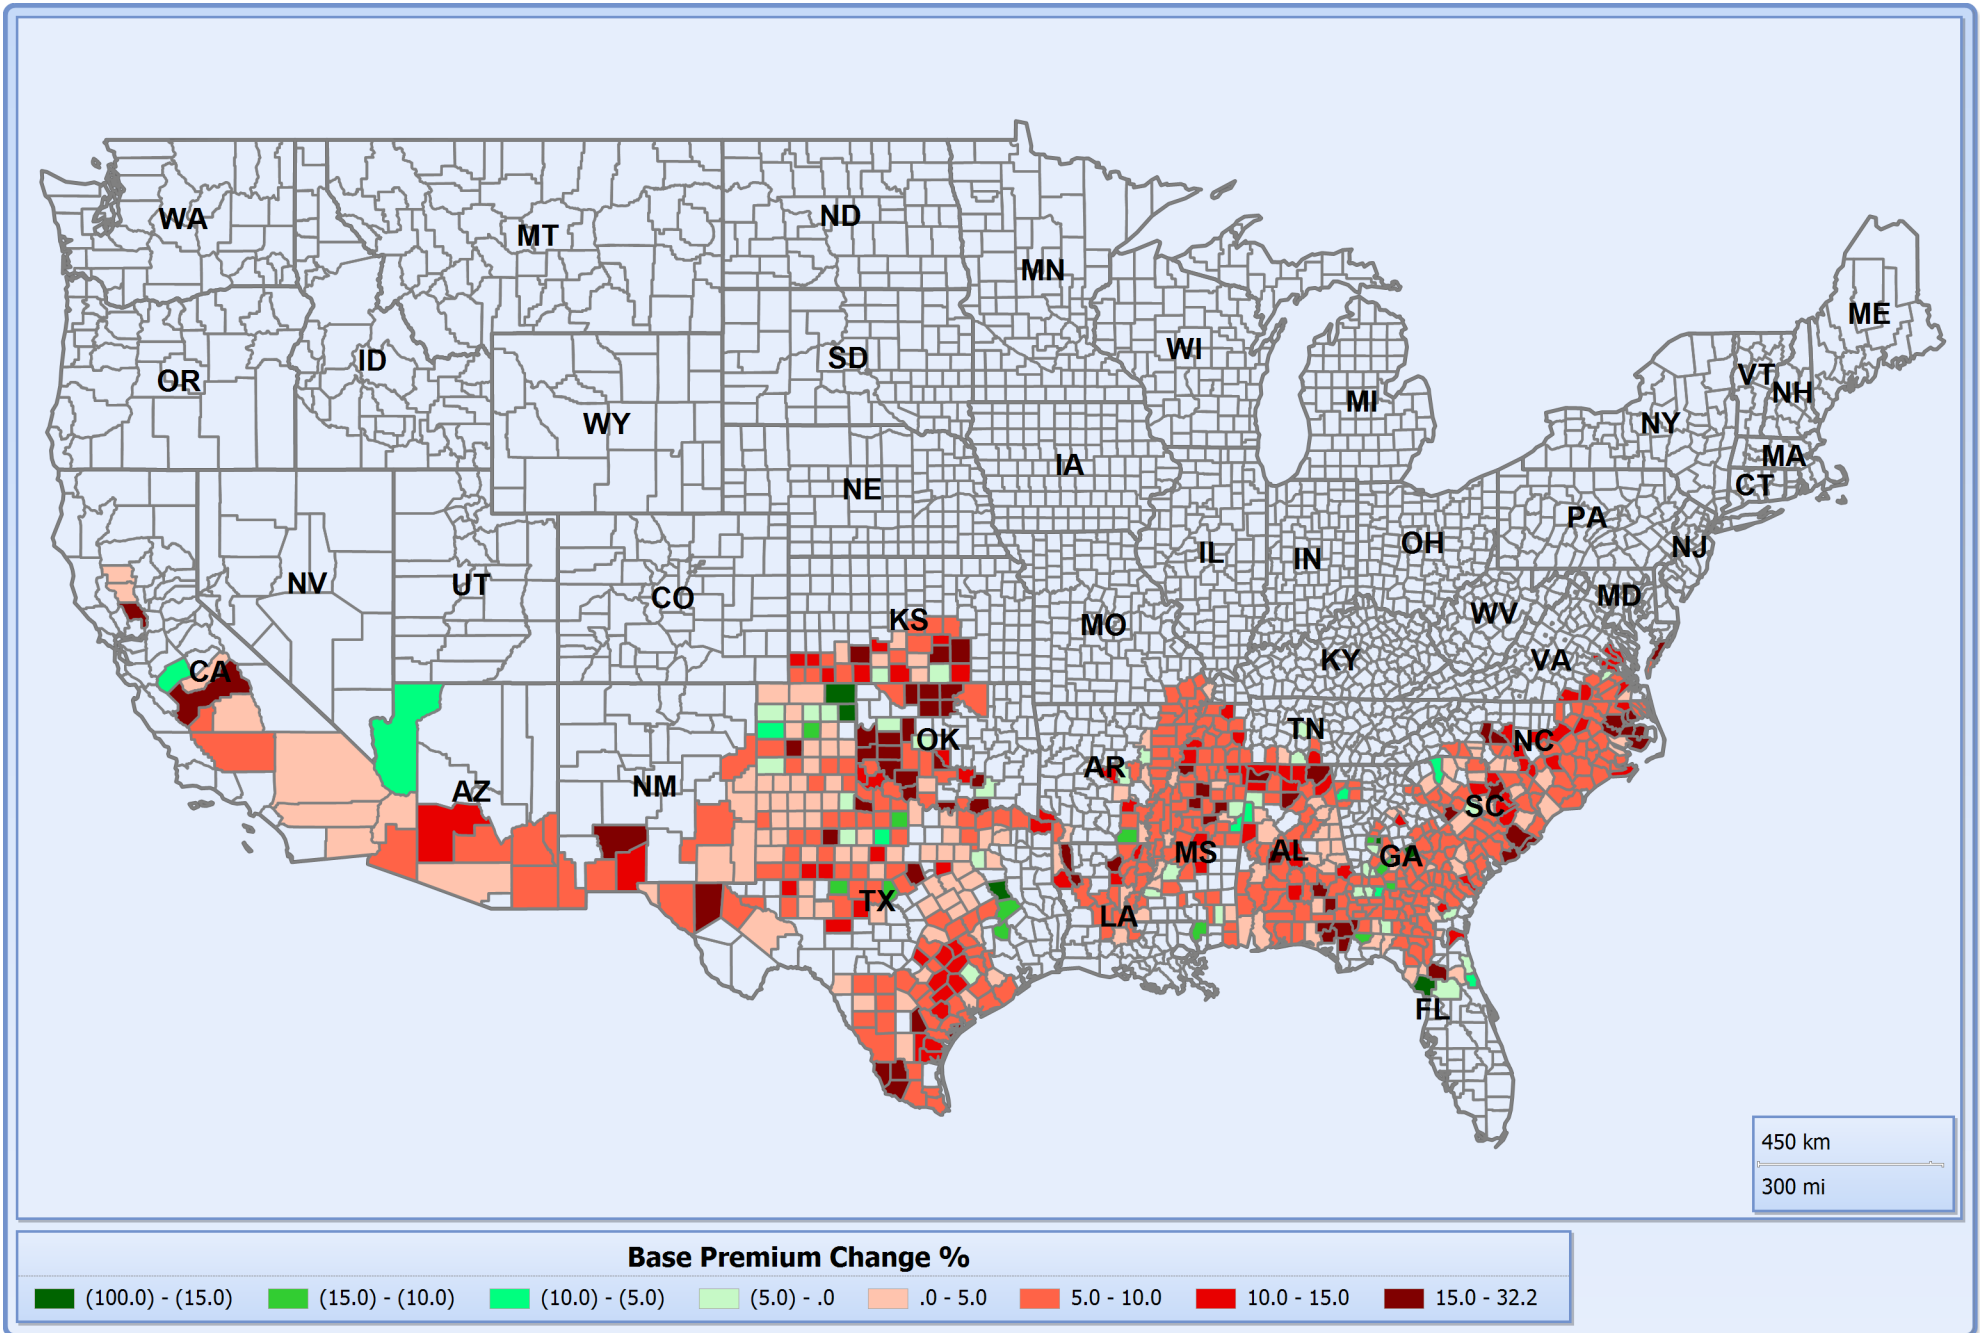 WA
MT
ND
MN
ME
ID
OR
SD
WI
VT
NH
MI
NY
WY
MA
IA
CT
NE
PA
NJ
IL
IN
OH
NV
UT
CO
MD
WV
KS
MO
KY
VA
CA
TN
OK
NC
AR
AZ
NM
SC
MS
AL
GA
TX
LA
FL
450 km
300 mi
Base Premium Change %
(100.0) - (15.0) (15.0) - (10.0) (10.0) - (5.0) (5.0) - .0 .0 - 5.0 5.0 - 10.0 10.0 - 15.0 15.0 - 32.2